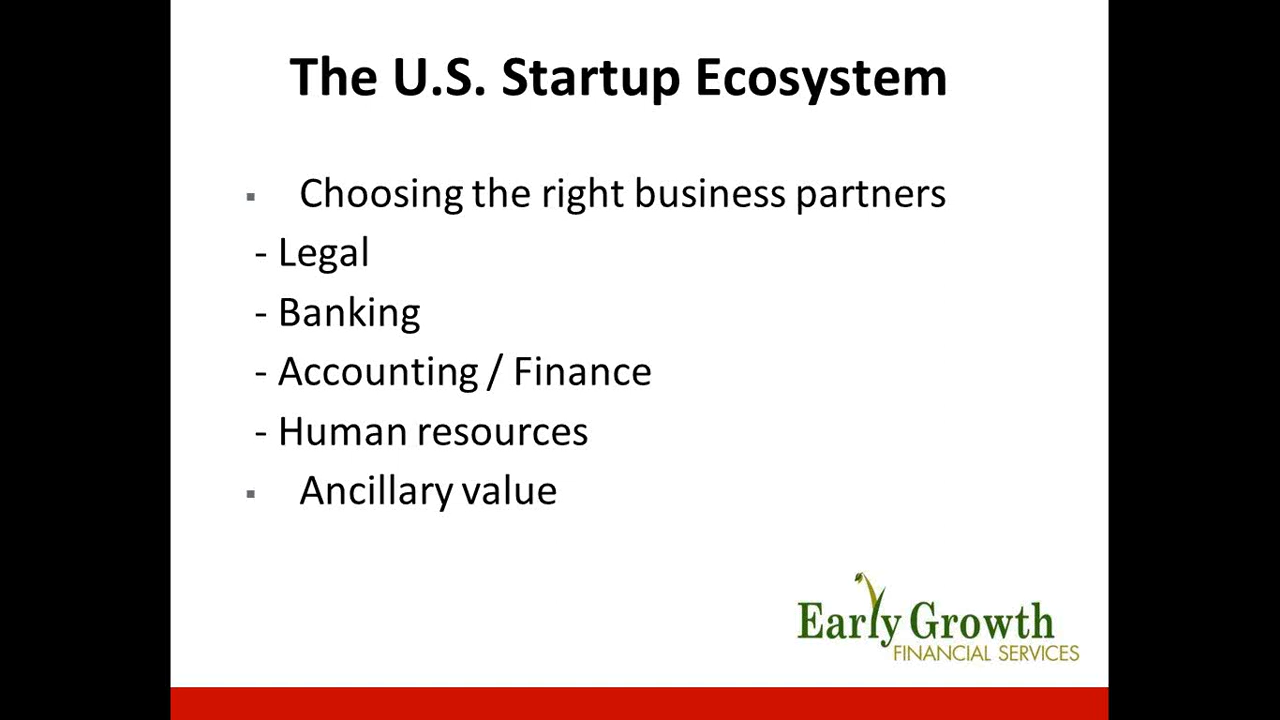 The U.S. Startup Ecosystem
▪ Choosing the right business partners
- Legal
- Banking
- Accounting / Finance
- Human resources
▪ Ancillary value
Early Growth
FINANCIAL SERVICES